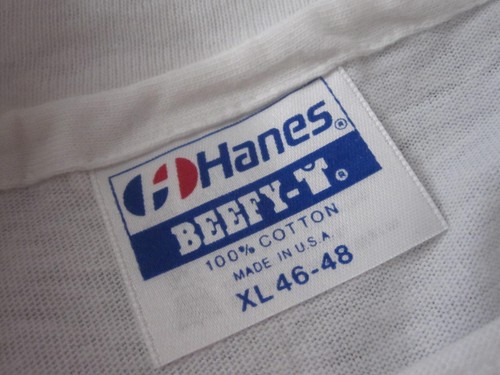 Hanes®
BEEFY-T®
100% COTTON
MADE IN U.S.A.
XL 46-48